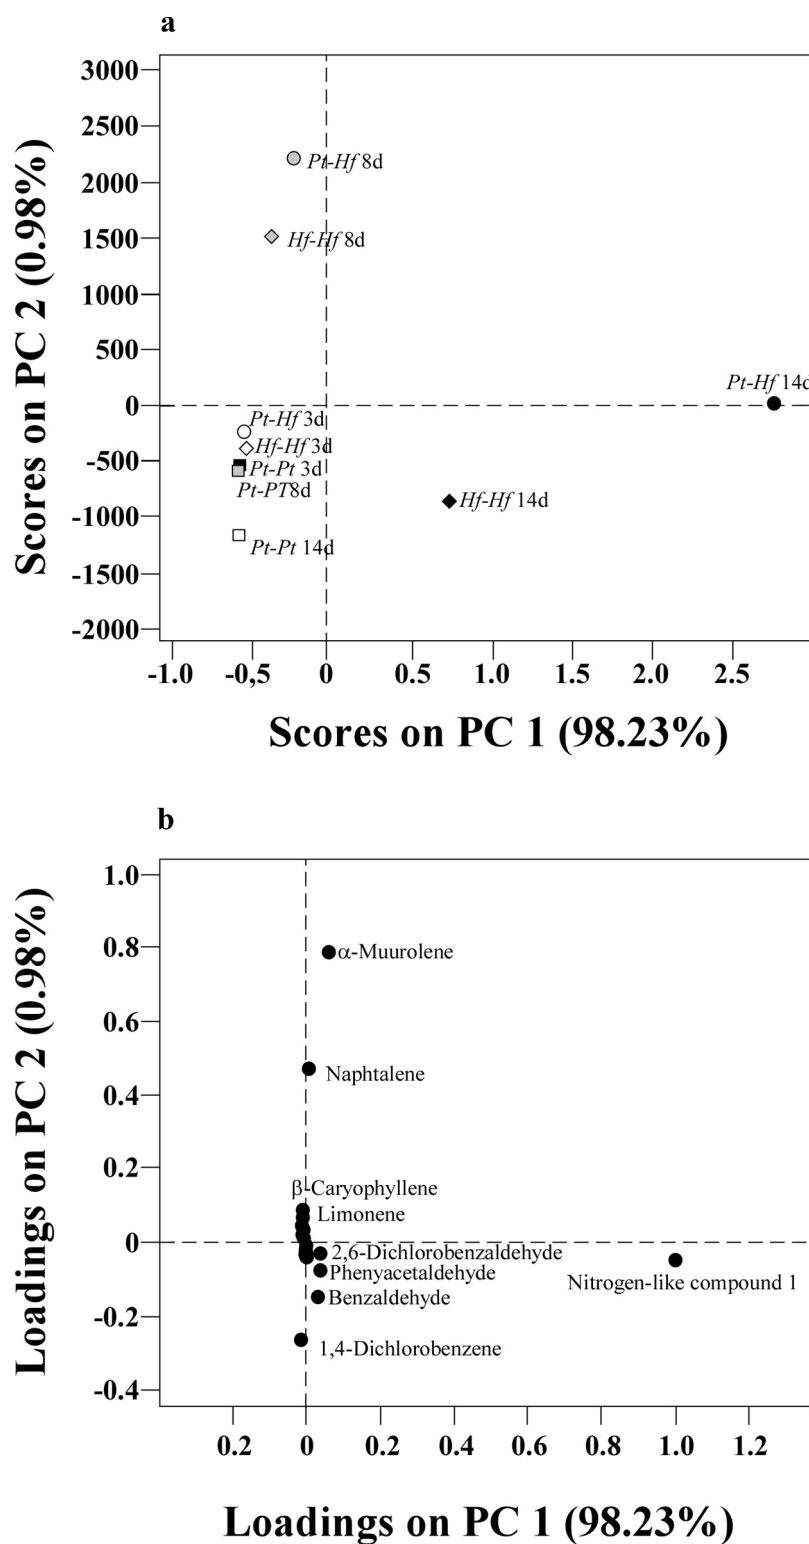 a
Scores on PC 2 (0.98%)
3000
2500
2000
1500
1000
500
0
-500
-1000
-1500
-2000
Pt-Hf 8d
Hf-Hf 8d
Pt-Hf 14d
Pt-Hf 3d
Hf-Hf 3d
Pt-Pt 3d
Pt-PT8d
Hf-Hf 14d
Pt-Pt 14d
-1.0 -0,5 0 0.5 1.0 1.5 2.0 2.5
Scores on PC 1 (98.23%)
b
Loadings on PC 2 (0.98%)
1.0
0.8
0.6
0.4
0.2
0
-0.2
-0.4
α-Muurolene
Naphtalene
β-Caryophyllene
Limonene
2,6-Dichlorobenzaldehyde
Phenyacetaldehyde
Nitrogen-like compound 1
Benzaldehyde
1,4-Dichlorobenzene
0.2 0 0.2 0.4 0.6 0.8 1.0 1.2
Loadings on PC 1 (98.23%)